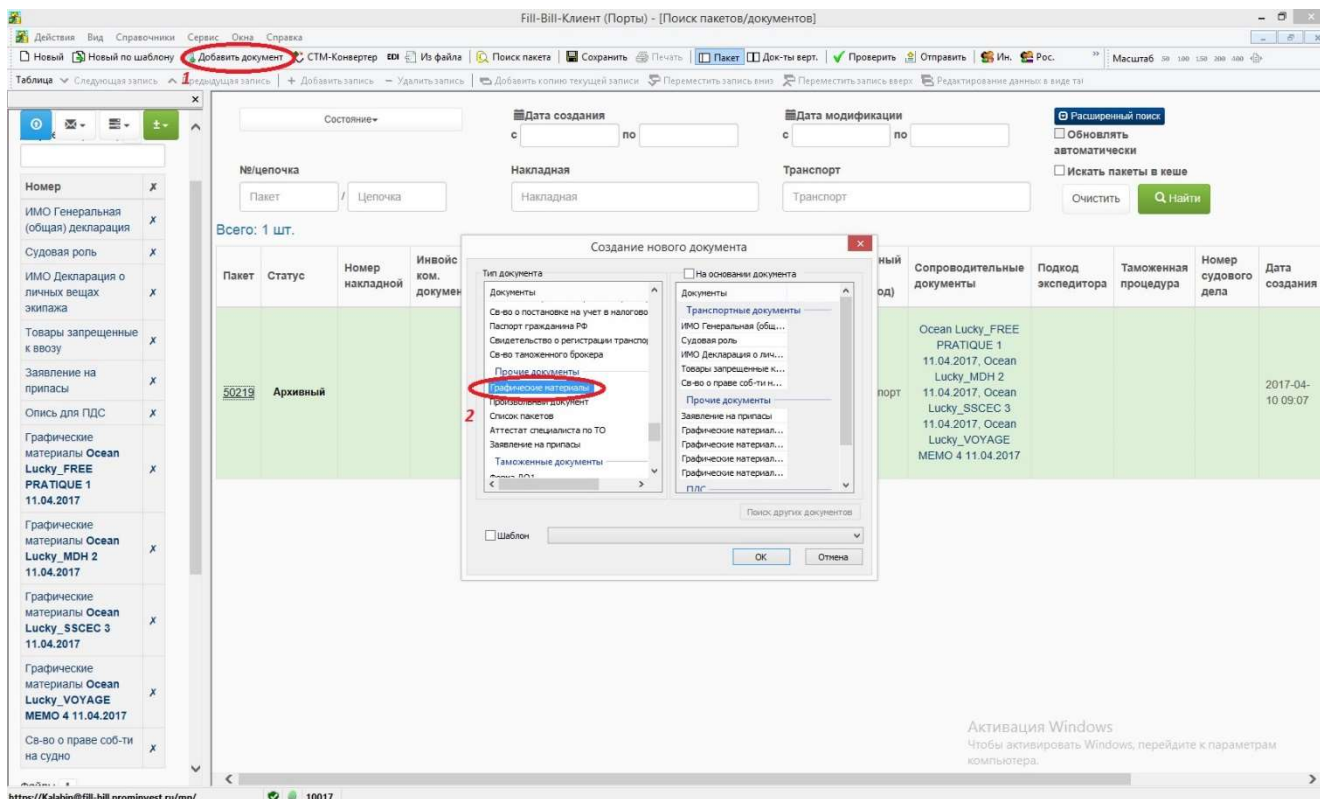 Fill-Bill-Клиент (Порты) - [Поиск пакетов/документов]
Действия Вид Справочники Сервис Окна Справка
Новый Новый по шаблону Добавить документ СТМ-Конвертер EDI Из файла Поиск пакета Сохранить Печать Пакет Док-ты верт. Проверить Отправить Ин. Рос. » Масштаб 50 100 150 200 400
1
Таблица Следующая запись Предыдущая запись + Добавить запись − Удалить запись Добавить копию текущей записи Переместить запись вниз Переместить запись вверх Редактирование данных в виде таб
Состояние
Дата создания
с по
Дата модификации
с по
Расширенный поиск
Обновлять
автоматически
Искать пакеты в кеше
№/цепочка
Пакет / Цепочка
Накладная
Накладная
Транспорт
Транспорт
Очистить Найти
Номер х
ИМО Генеральная
(общая) декларация х
Судовая роль х
ИМО Декларация о
личных вещах х
экипажа
Товары запрещенные
к ввозу х
Заявление на
припасы х
Опись для ПДС х
Графические
материалы Ocean
Lucky_FREE х
PRATIQUE 1
11.04.2017
Графические
материалы Ocean
Lucky_MDH 2 х
11.04.2017
Графические
материалы Ocean
Lucky_SSCEC 3 х
11.04.2017
Графические
материалы Ocean
Lucky_VOYAGE х
MEMO 4 11.04.2017
Св-во о праве соб-ти
на судно х
Всего: 1 шт.
Пакет Статус
Номер
накладной
Инвойс
ком.
докумен
ный
од)
Сопроводительные
документы
Подкод
экспедитора
Таможенная
процедура
Номер
судового
дела
Дата
создания
50219 Архивный
порт
Ocean Lucky_FREE
PRATIQUE 1
11.04.2017, Ocean
Lucky_MDH 2
11.04.2017, Ocean
Lucky_SSCEC 3
11.04.2017, Ocean
Lucky_VOYAGE
MEMO 4 11.04.2017
2017-04-
10 09:07
Создание нового документа
Тип документа
Документы
Св-во о постановке на учет в налогово
Паспорт гражданина РФ
Свидетельство о регистрации транспо
Св-во таможенного брокера
Прочие документы
Графические материалы
2
Произвольный документ
Список пакетов
Аттестат специалиста по ТО
Заявление на припасы
Таможенные документы
Форма ДО1
На основании документа
Документы
Транспортные документы
ИМО Генеральная (общ...
Судовая роль
ИМО Декларация о лич...
Товары запрещенные к...
Св-во о праве соб-ти н...
Прочие документы
Заявление на припасы
Графические материал...
Графические материал...
Графические материал...
Графические материал...
ПДС
Поиск других документов
Шаблон
ОК Отмена
Активация Windows
Чтобы активировать Windows, перейдите к параметрам
компьютера.
https://Kalabin@fill-bill.prominvest.ru/mp/ 10017